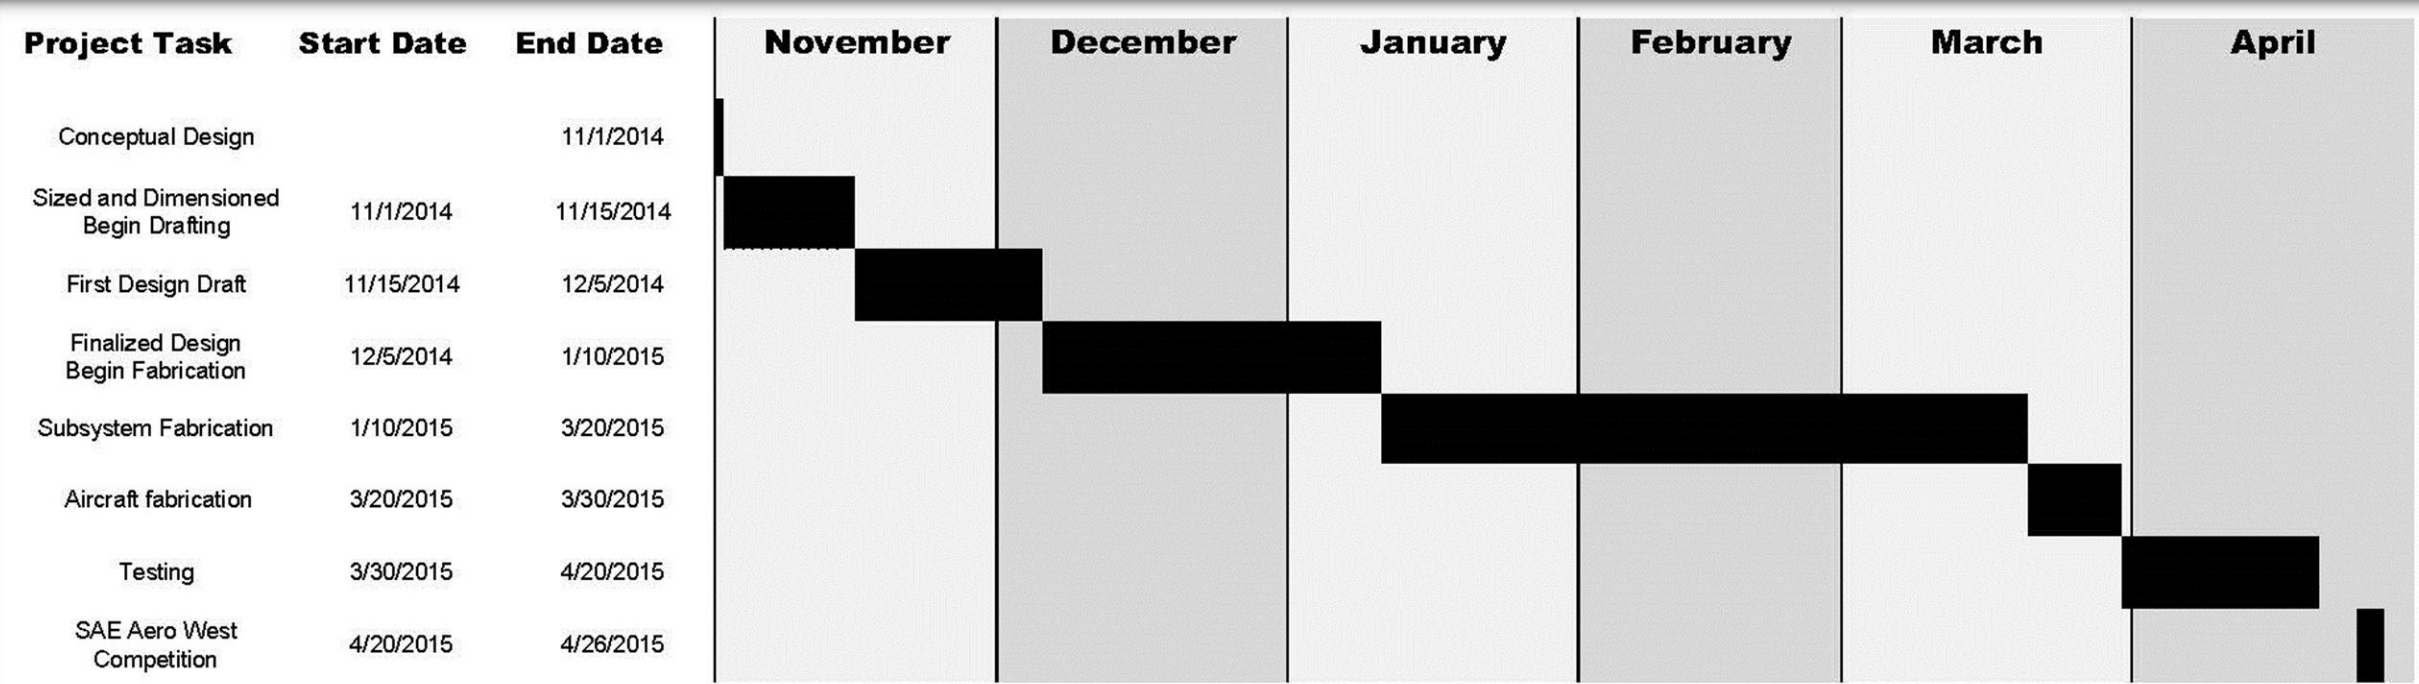 Project Task Start Date End Date November December January February March April
Conceptual Design 11/1/2014
Sized and Dimensioned
Begin Drafting 11/1/2014 11/15/2014
First Design Draft 11/15/2014 12/5/2014
Finalized Design
Begin Fabrication 12/5/2014 1/10/2015
Subsystem Fabrication 1/10/2015 3/20/2015
Aircraft fabrication 3/20/2015 3/30/2015
Testing 3/30/2015 4/20/2015
SAE Aero West
Competition 4/20/2015 4/26/2015